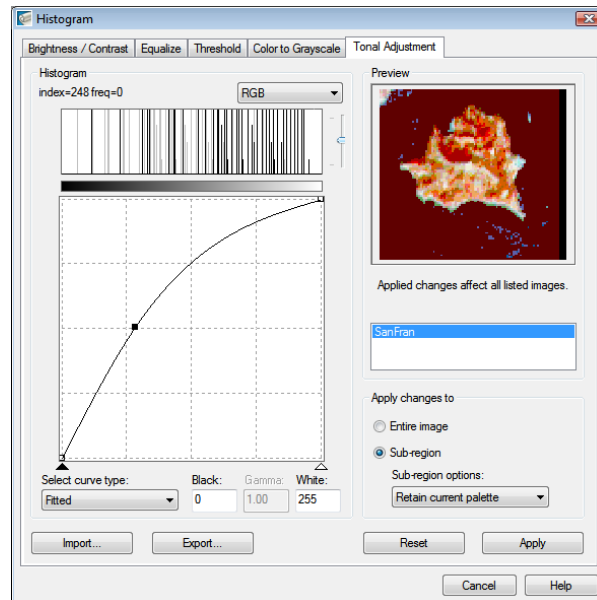 Histogram
Brightness / Contrast Equalize Threshold Color to Grayscale Tonal Adjustment
Histogram
index=248 freq=0
RGB
Select curve type:
Fitted
Black:
0
Gamma:
1.00
White:
255
Import...
Export...
Preview
Applied changes affect all listed images.
SanFran
Apply changes to
Entire image
Sub-region
Sub-region options:
Retain current palette
Reset
Apply
Cancel
Help